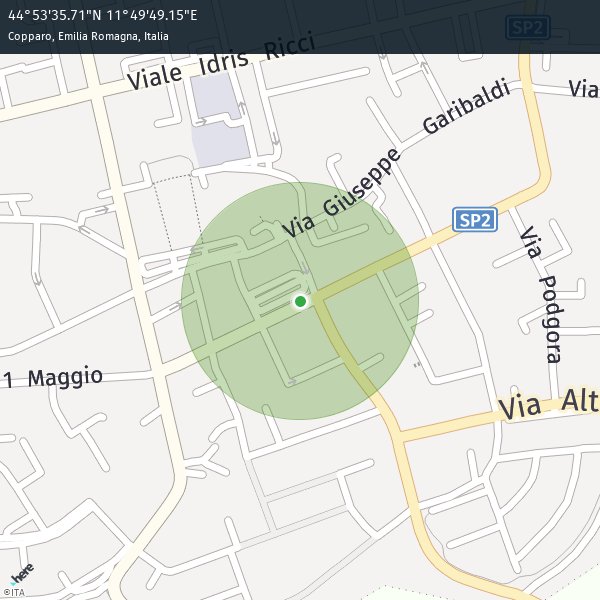 44°53'35.71"N 11°49'49.15"E
Copparo, Emilia Romagna, Italia
SP2
Viale Idris Ricci
Via
Via Giuseppe Garibaldi
SP2
Via Podgora
1 Maggio
Via Alt
here
©ITA